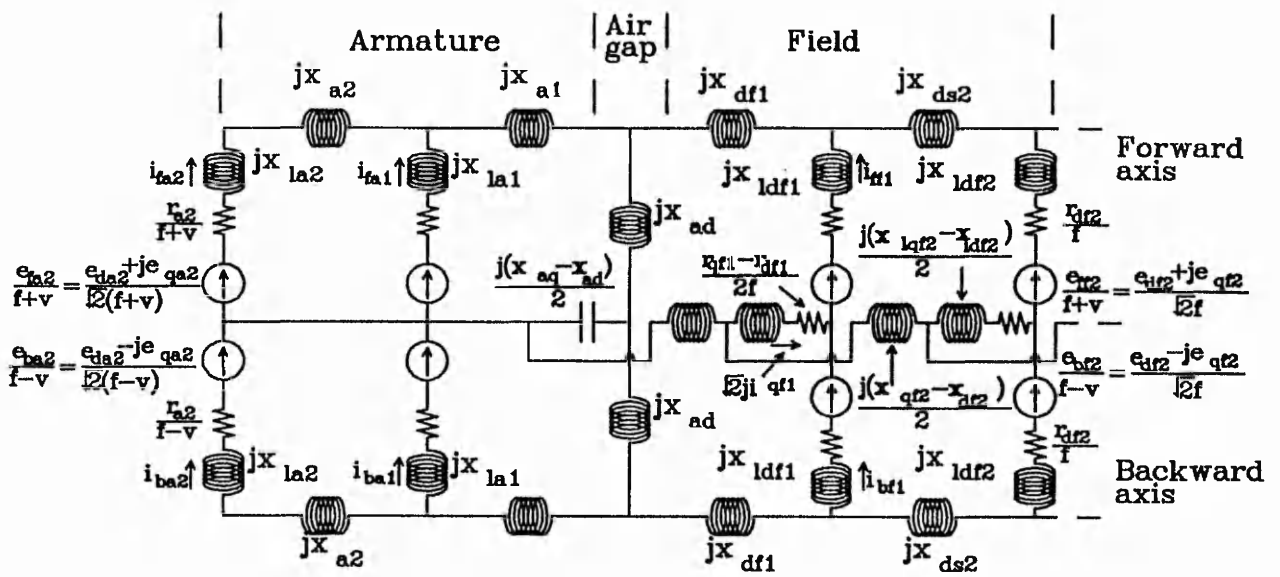 Armature
Air gap
Field
jx a2
jx a1
jx df1
jx ds2
Forward axis
i fa2
jx la2
i fa1
jx la1
jx ldf1
i ff1
jx ldf2
r a2 / f+v
jx ad
j(x lqf2 − x ldf2) / 2
r df2 / f
e fa2 / f+v = e da2 + je qa2 / √2(f+v)
j(x aq − x ad) / 2
r qf1 − r df1 / 2f
e ff2 / f+v = e df2 + je qf2 / √2f
e ba2 / f−v = e da2 − je qa2 / √2(f−v)
√2ji qf1
j(x qf2 − x df2) / 2
e bf2 / f−v = e df2 − je qf2 / √2f
r a2 / f−v
jx ad
r df2 / f
i ba2
jx la2
i ba1
jx la1
jx ldf1
i bf1
jx ldf2
Backward axis
jx a2
jx df1
jx ds2